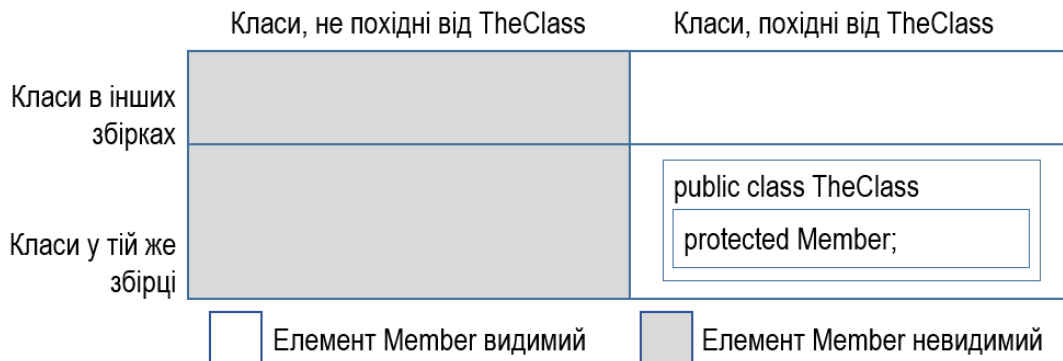 Класи, не похідні від TheClass
Класи, похідні від TheClass
Класи в інших
збірках
public class TheClass
protected Member;
Класи у тій же
збірці
Елемент Member видимий
Елемент Member невидимий